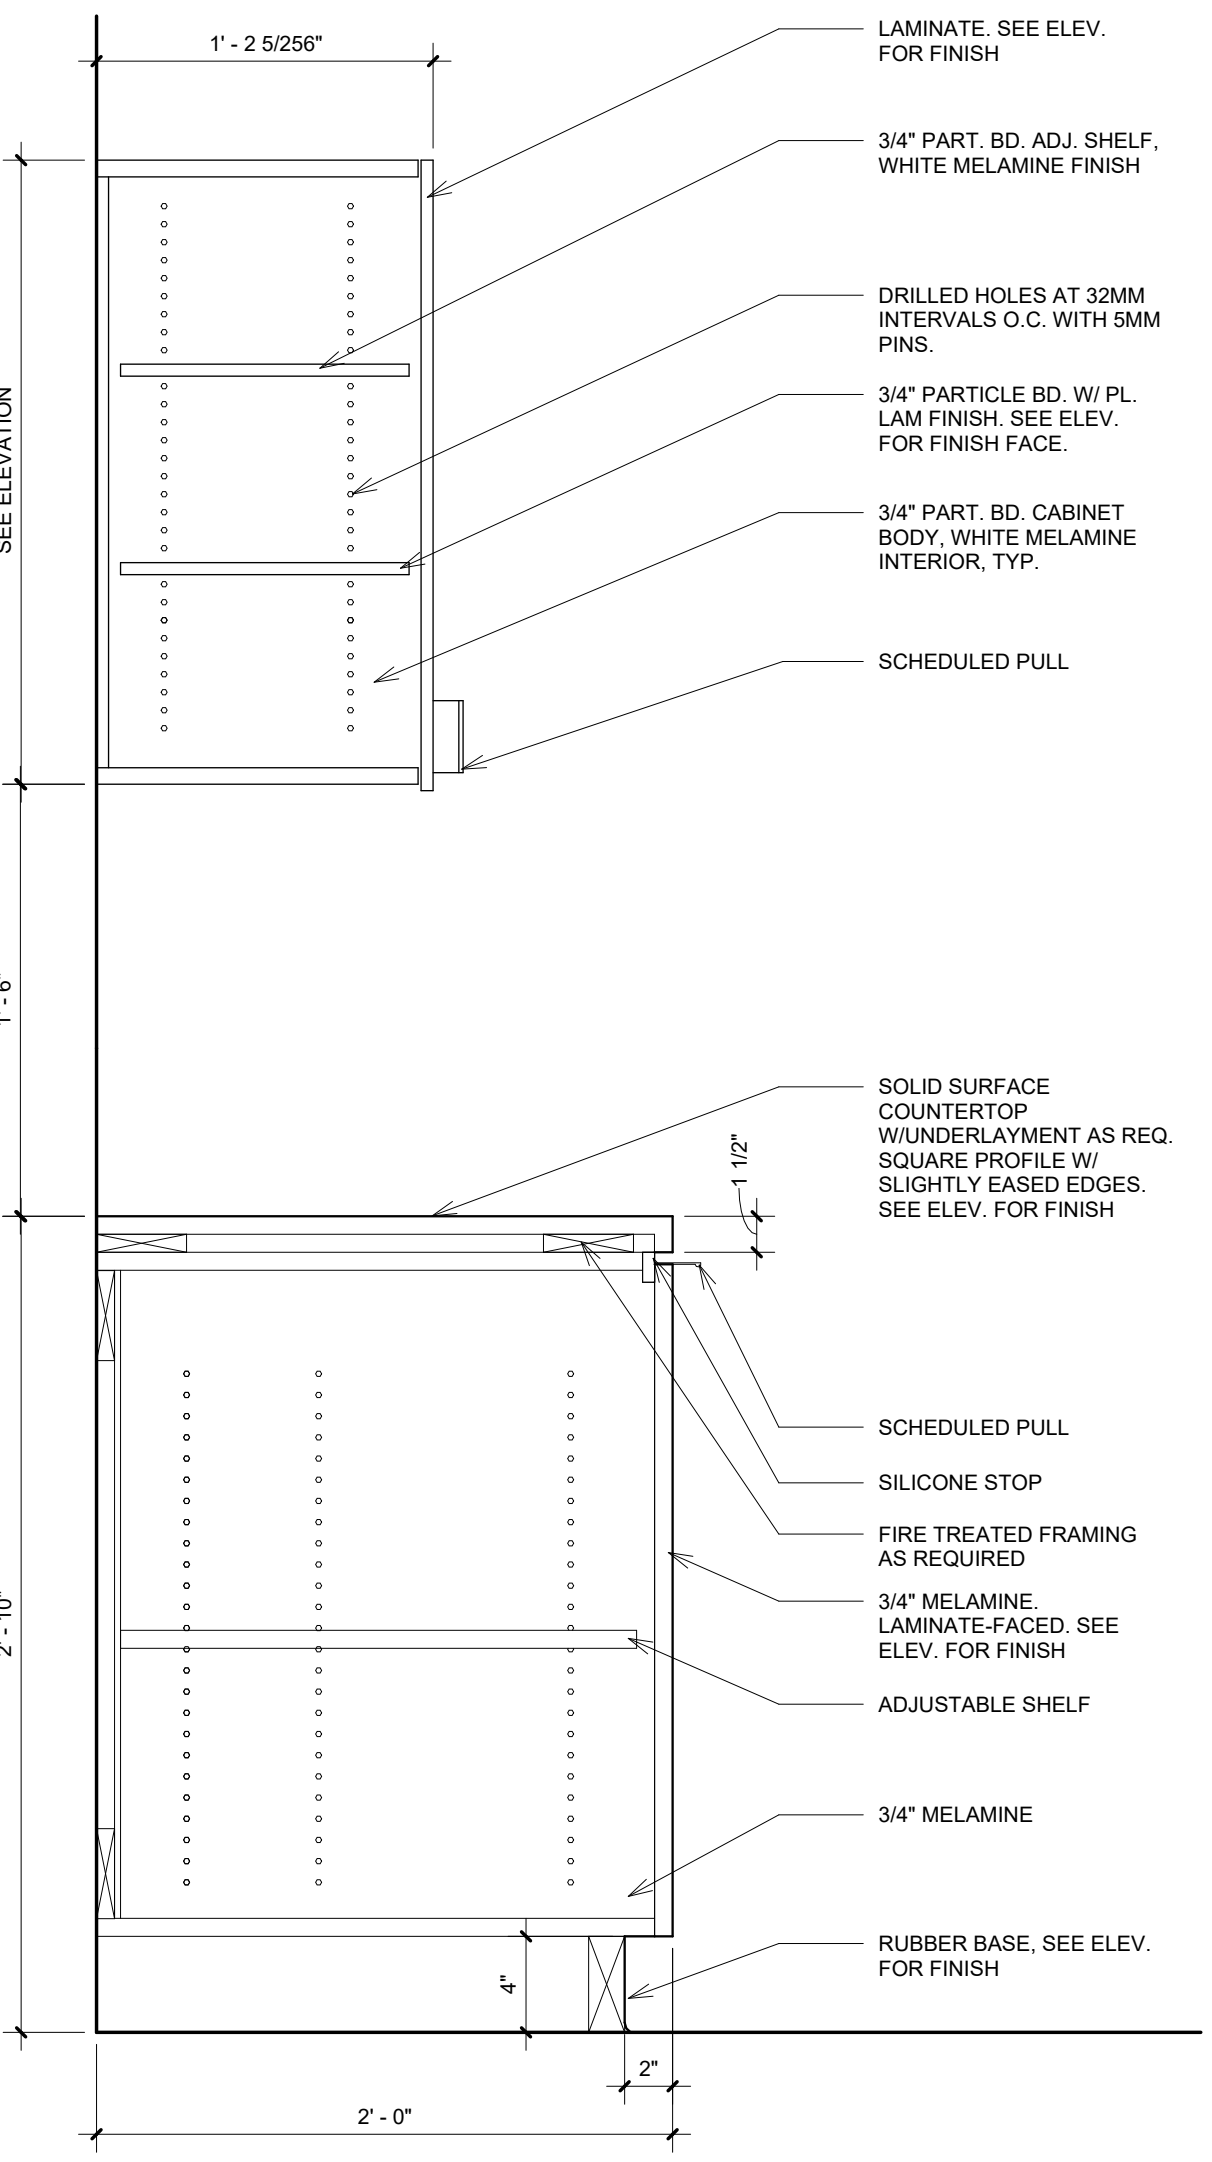 1' - 2 5/256"
LAMINATE. SEE ELEV.
FOR FINISH
3/4" PART. BD. ADJ. SHELF,
WHITE MELAMINE FINISH
DRILLED HOLES AT 32MM
INTERVALS O.C. WITH 5MM
PINS.
3/4" PARTICLE BD. W/ PL.
LAM FINISH. SEE ELEV.
FOR FINISH FACE.
SEE ELEVATION
3/4" PART. BD. CABINET
BODY, WHITE MELAMINE
INTERIOR, TYP.
SCHEDULED PULL
1' - 6"
SOLID SURFACE
COUNTERTOP
W/UNDERLAYMENT AS REQ.
SQUARE PROFILE W/
SLIGHTLY EASED EDGES.
SEE ELEV. FOR FINISH
1 1/2"
SCHEDULED PULL
SILICONE STOP
FIRE TREATED FRAMING
AS REQUIRED
3/4" MELAMINE.
LAMINATE-FACED. SEE
ELEV. FOR FINISH
2' - 10"
ADJUSTABLE SHELF
3/4" MELAMINE
RUBBER BASE, SEE ELEV.
FOR FINISH
4"
2"
2' - 0"